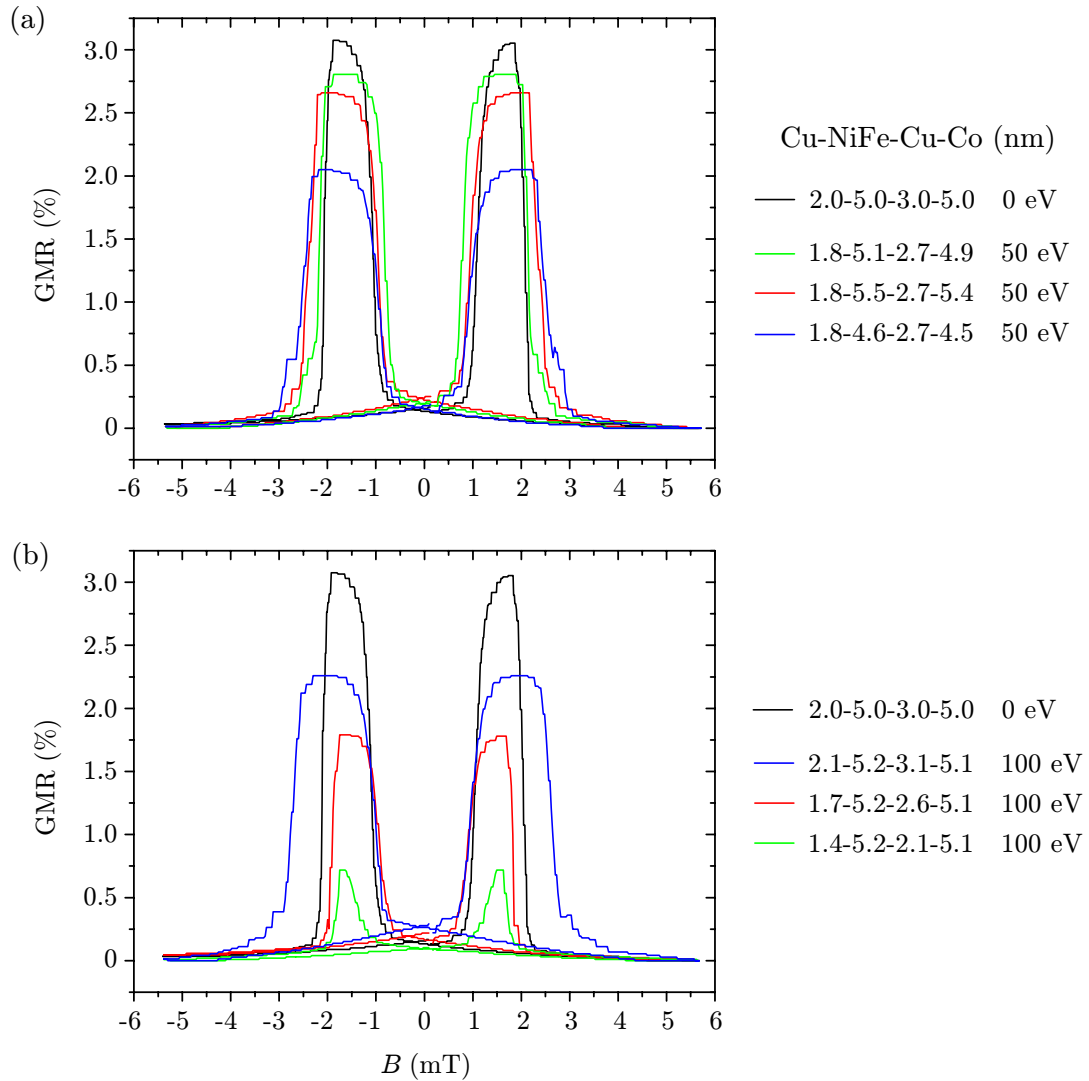 (a)
GMR (%)
3.0
2.5
2.0
1.5
1.0
0.5
0
-6 -5 -4 -3 -2 -1 0 1 2 3 4 5 6
Cu-NiFe-Cu-Co (nm)
2.0-5.0-3.0-5.0 0 eV
1.8-5.1-2.7-4.9 50 eV
1.8-5.5-2.7-5.4 50 eV
1.8-4.6-2.7-4.5 50 eV
(b)
GMR (%)
3.0
2.5
2.0
1.5
1.0
0.5
0
-6 -5 -4 -3 -2 -1 0 1 2 3 4 5 6
B (mT)
2.0-5.0-3.0-5.0 0 eV
2.1-5.2-3.1-5.1 100 eV
1.7-5.2-2.6-5.1 100 eV
1.4-5.2-2.1-5.1 100 eV